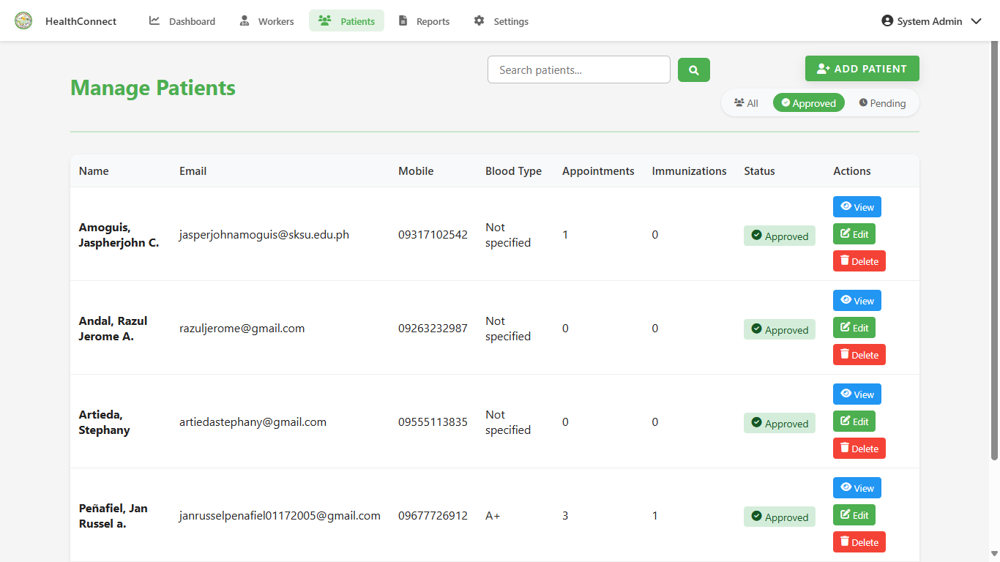 HealthConnect Dashboard Workers Patients Reports Settings System Admin
Search patients...
ADD PATIENT
Manage Patients
All Approved Pending
Name Email Mobile Blood Type Appointments Immunizations Status Actions
Amoguis, Jaspherjohn C. jasperjohnamoguis@sksu.edu.ph 09317102542 Not specified 1 0 Approved View Edit Delete
Andal, Razul Jerome A. razuljerome@gmail.com 09263232987 Not specified 0 0 Approved View Edit Delete
Artieda, Stephany artiedastephany@gmail.com 09555113835 Not specified 0 0 Approved View Edit Delete
Peñafiel, Jan Russel a. janrusselpenafiel01172005@gmail.com 09677726912 A+ 3 1 Approved View Edit Delete